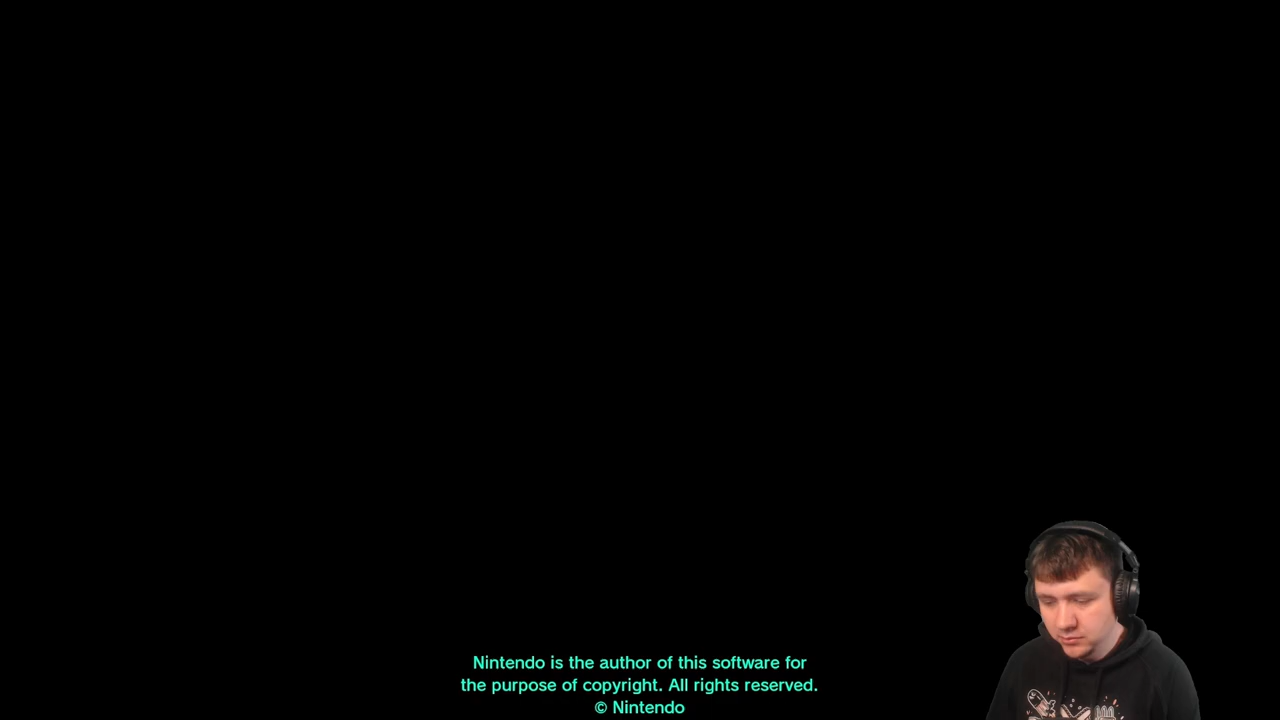 Nintendo is the author of this software for
the purpose of copyright. All rights reserved.
© Nintendo